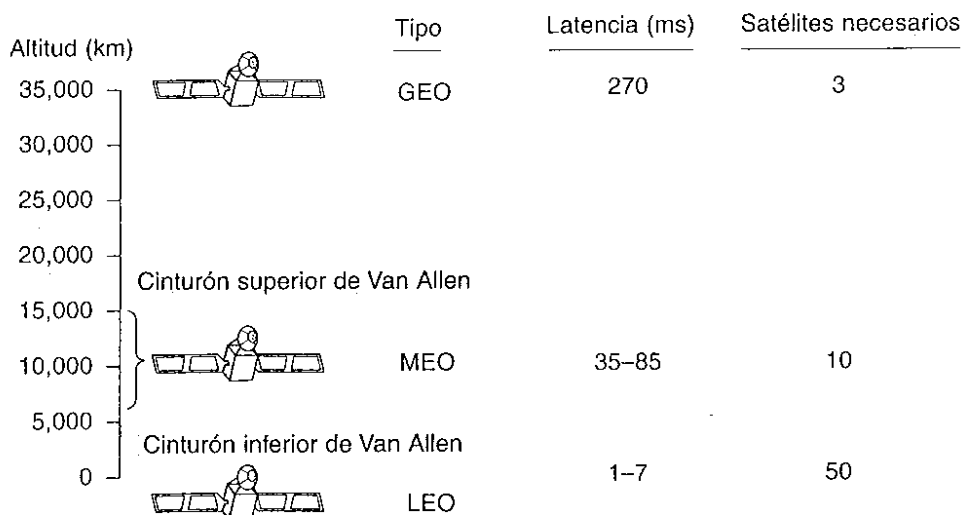 Altitud (km) Tipo Latencia (ms) Satélites necesarios
35,000 GEO 270 3
30,000
25,000
20,000
Cinturón superior de Van Allen
15,000
10,000 MEO 35–85 10
5,000
Cinturón inferior de Van Allen
0 1–7 50
LEO